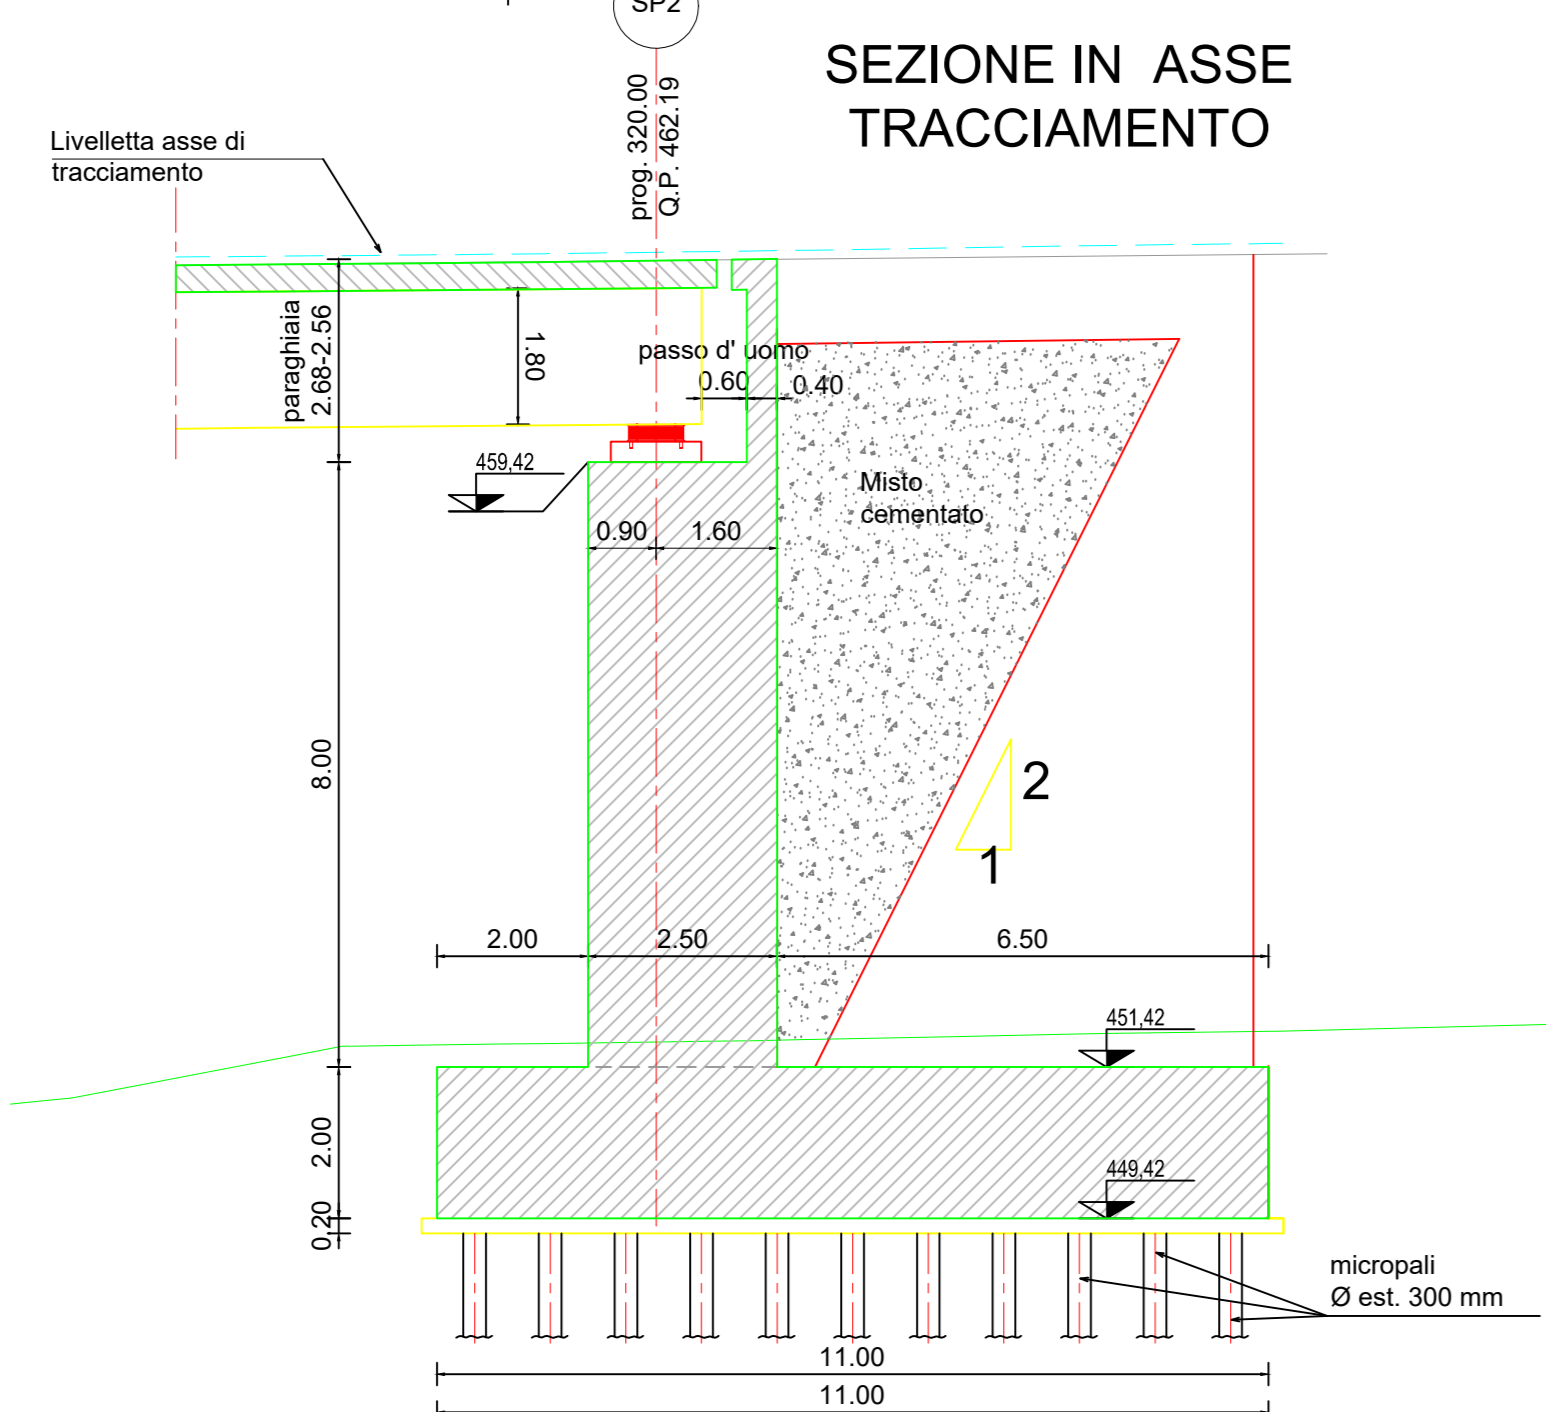 SP2
SEZIONE IN ASSE
TRACCIAMENTO
prog. 320.00
Q.P. 462.19
Livelletta asse di
tracciamento
paraghiaia
2.68-2.56
1.80
passo d' uomo
0.60
0.40
459,42
Misto
cementato
0.90
1.60
8.00
2
1
2.00
2.50
6.50
451,42
2.00
449,42
0.20
micropali
Ø est. 300 mm
11.00
11.00